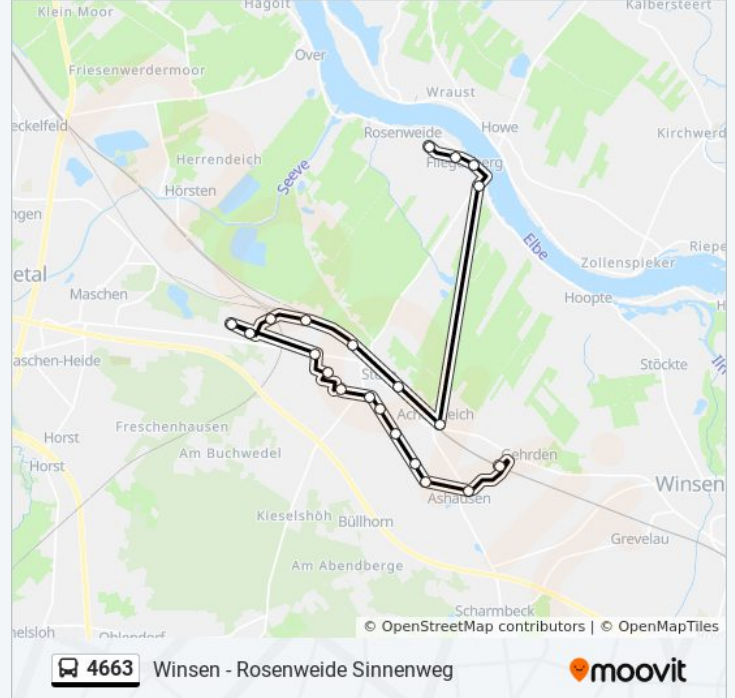 Klein Moor
Hagolt
Kalbersteert
Over
Friesenwerdermoor
Wraust
eckelfeld
Rosenweide
Howe
Kirchwerd
Herrendeich
Seeve
Hörsten
ngen
Elbe
Riepe
Zollenspieker
etal
Maschen
Hoopte
H
aschen-Heide
Stöckte
Ilm
Freschenhausen
Horst
Am Buchwedel
Gehrden
Horst
Winsen
Ashausen
Kieselshöh
Büllhorn
Grevelau
Am Abendberge
Scharmbeck
elsloh
Ohlendorf
© OpenStreetMap contributors | © OpenMapTiles
4663 Winsen - Rosenweide Sinnenweg
moovit